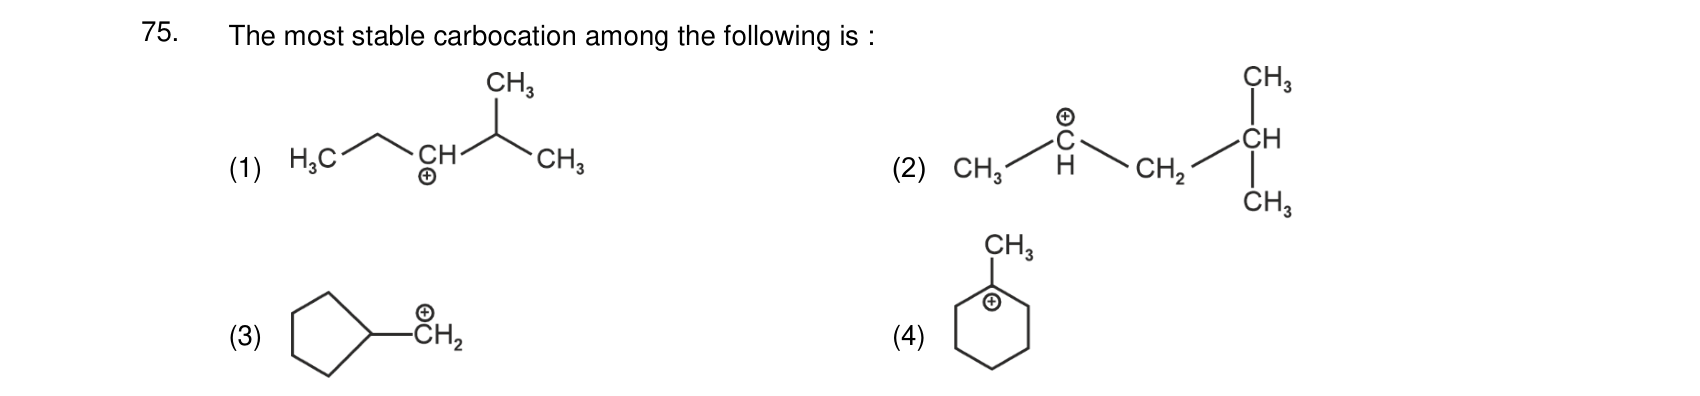 75. The most stable carbocation among the following is :
CH₃
(1) H₃C CH CH₃
⊕
CH₃
⊕
(2) CH₃ C CH₂ CH
H
CH₃
⊕
(3) CH₂
CH₃
⊕
(4)